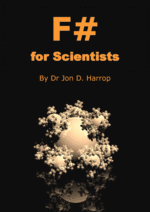 F#
for Scientists
By Dr Jon D. Harrop